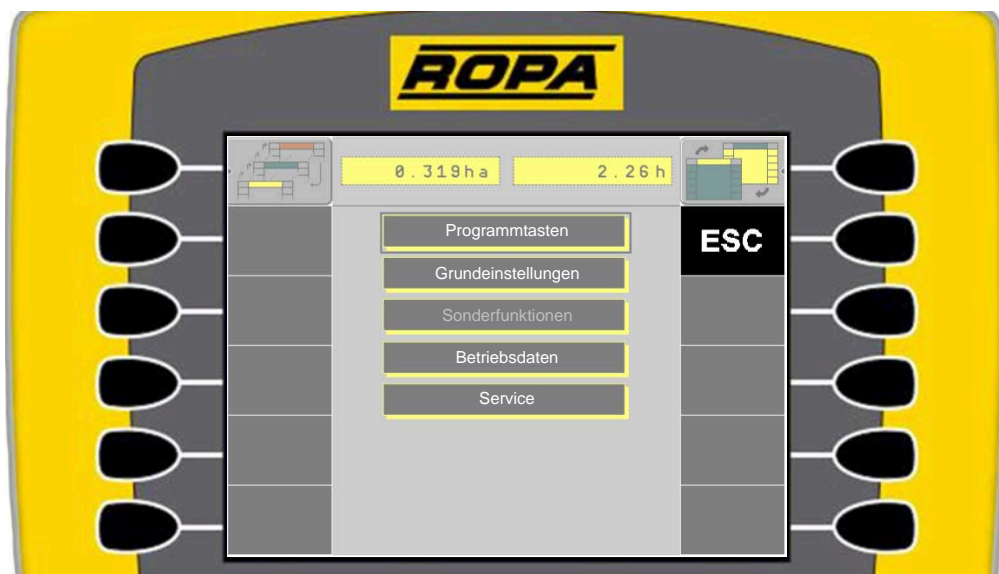 ROPA
0.319ha 2.26h
Programmtasten
ESC
Grundeinstellungen
Sonderfunktionen
Betriebsdaten
Service